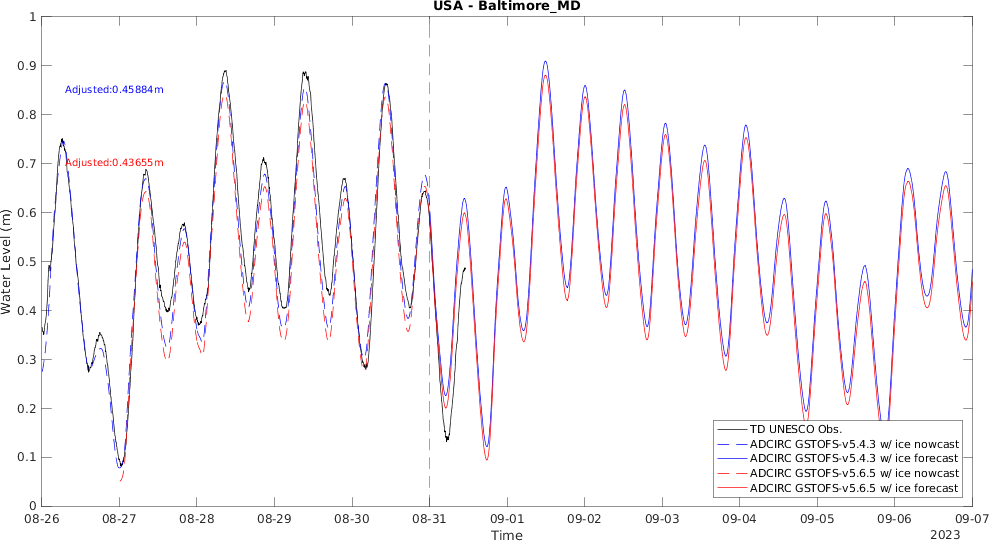 USA - Baltimore_MD
1
0.9
0.8
0.7
0.6
0.5
0.4
0.3
0.2
0.1
0
Water Level (m)
Adjusted:0.45884m
Adjusted:0.43655m
TD UNESCO Obs.
ADCIRC GSTOFS-v5.4.3 w/ ice nowcast
ADCIRC GSTOFS-v5.4.3 w/ ice forecast
ADCIRC GSTOFS-v5.6.5 w/ ice nowcast
ADCIRC GSTOFS-v5.6.5 w/ ice forecast
08-26 08-27 08-28 08-29 08-30 08-31 09-01 09-02 09-03 09-04 09-05 09-06 09-07
Time
2023